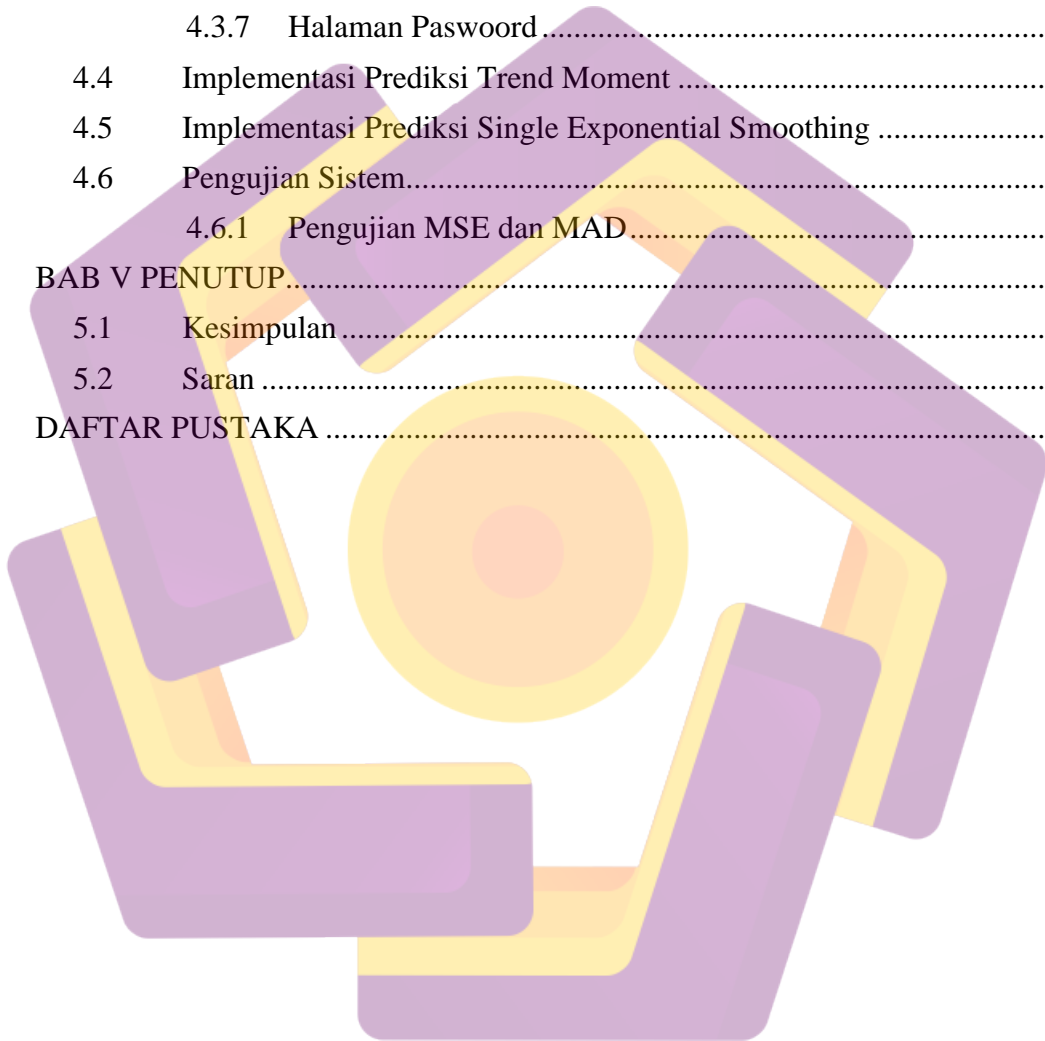 4.3.7 Halaman Paswoord................................................................
4.4 Implementasi Prediksi Trend Moment ...............................................
4.5 Implementasi Prediksi Single Exponential Smoothing .....................
4.6 Pengujian Sistem.................................................................................
4.6.1 Pengujian MSE dan MAD.....................................................
BAB V PENUTUP................................................................................................
5.1 Kesimpulan.........................................................................................
5.2 Saran ...................................................................................................
DAFTAR PUSTAKA ...........................................................................................